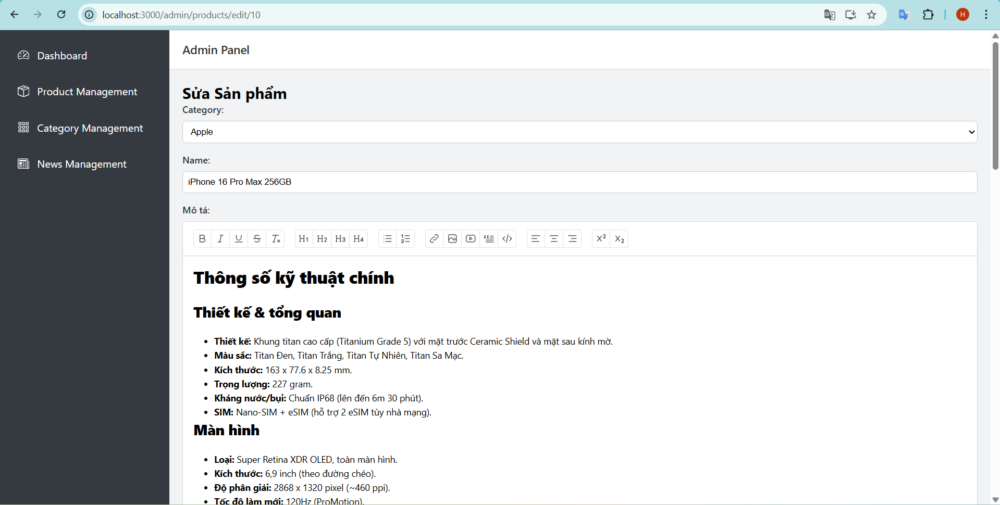 localhost:3000/admin/products/edit/10
H
Dashboard
Product Management
Category Management
News Management
Admin Panel
Sửa Sản phẩm
Category:
Apple
Name:
iPhone 16 Pro Max 256GB
Mô tả:
B I U S Tx H1 H2 H3 H4 X² X₂
Thông số kỹ thuật chính
Thiết kế & tổng quan
• Thiết kế: Khung titan cao cấp (Titanium Grade 5) với mặt trước Ceramic Shield và mặt sau kính mờ.
• Màu sắc: Titan Đen, Titan Trắng, Titan Tự Nhiên, Titan Sa Mạc.
• Kích thước: 163 x 77.6 x 8.25 mm.
• Trọng lượng: 227 gram.
• Kháng nước/bụi: Chuẩn IP68 (lên đến 6m 30 phút).
• SIM: Nano-SIM + eSIM (hỗ trợ 2 eSIM tùy nhà mạng).
Màn hình
• Loại: Super Retina XDR OLED, toàn màn hình.
• Kích thước: 6,9 inch (theo đường chéo).
• Độ phân giải: 2868 x 1320 pixel (~460 ppi).
• Tốc độ làm mới: 120Hz (ProMotion).